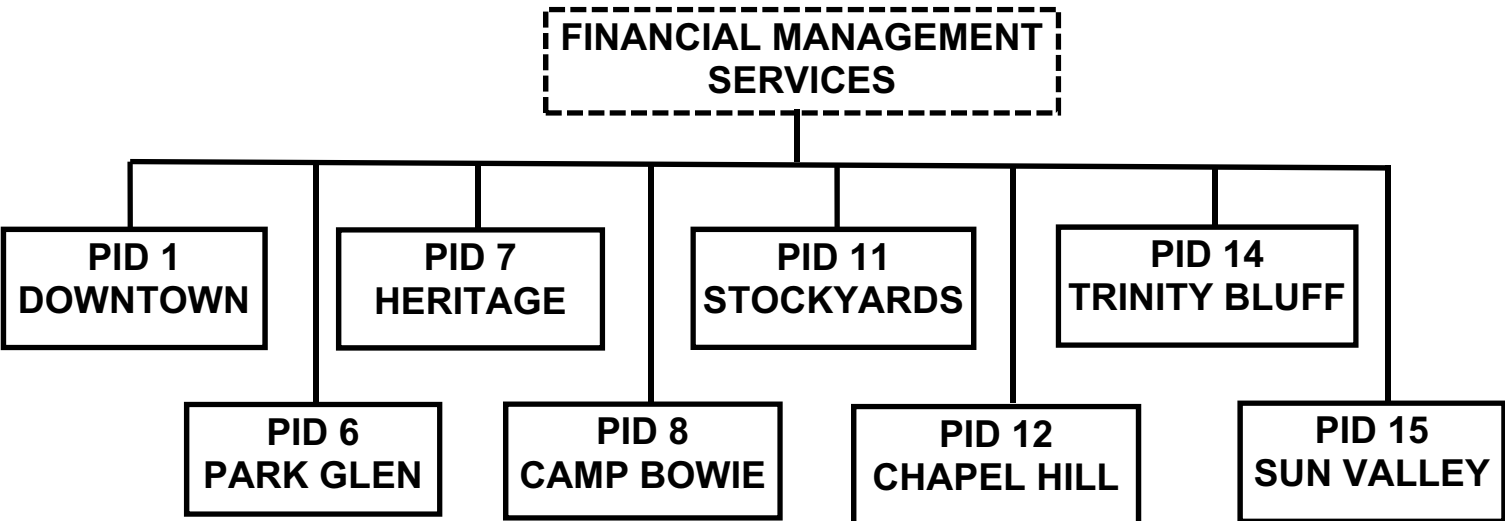 FINANCIAL MANAGEMENT
SERVICES
PID 1
DOWNTOWN
PID 7
HERITAGE
PID 11
STOCKYARDS
PID 14
TRINITY BLUFF
PID 6
PARK GLEN
PID 8
CAMP BOWIE
PID 12
CHAPEL HILL
PID 15
SUN VALLEY